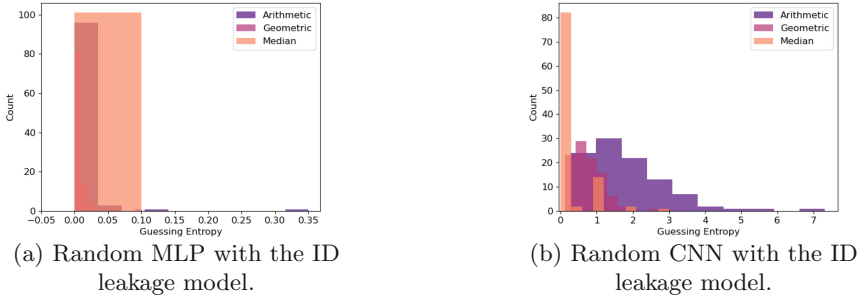 100
80
60
40
20
0
Count
-0.05 0.00 0.05 0.10 0.15 0.20 0.25 0.30 0.35
Guessing Entropy
Arithmetic
Geometric
Median
(a) Random MLP with the ID
leakage model.
80
70
60
50
40
30
20
10
0
Count
0 1 2 3 4 5 6 7
Guessing Entropy
Arithmetic
Geometric
Median
(b) Random CNN with the ID
leakage model.